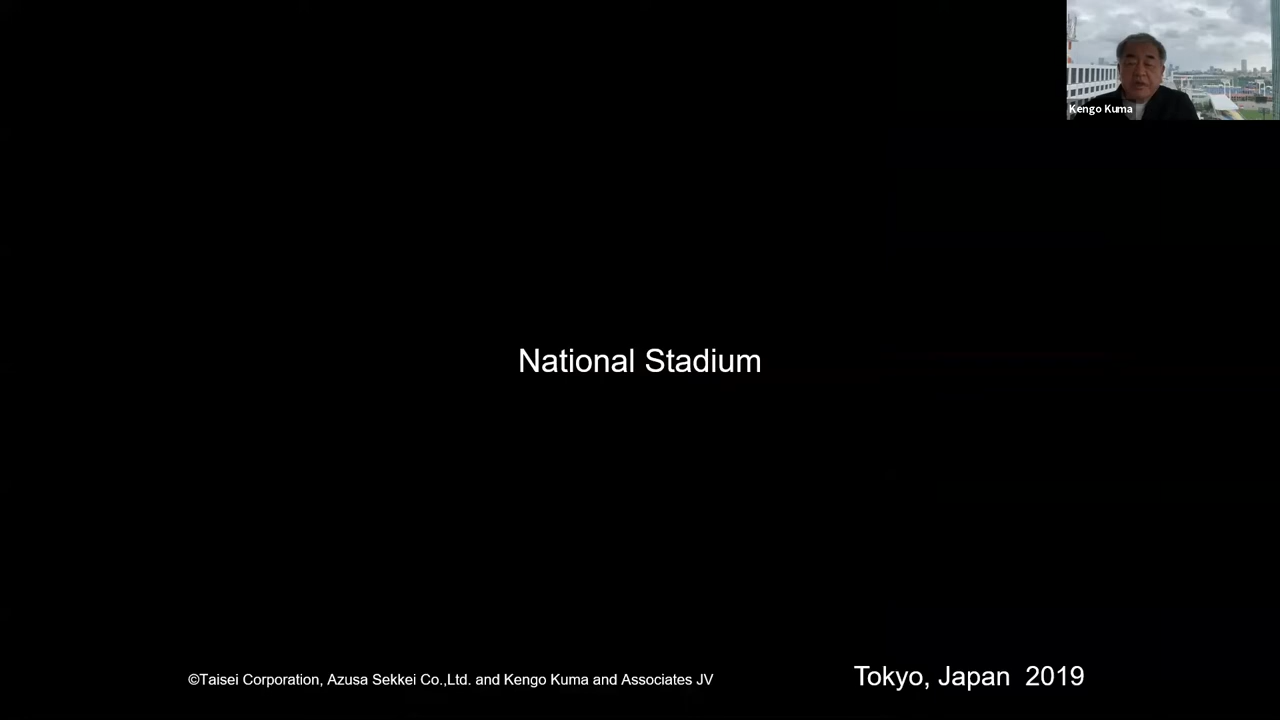 Kengo Kuma
National Stadium
©Taisei Corporation, Azusa Sekkei Co.,Ltd. and Kengo Kuma and Associates JV
Tokyo, Japan 2019